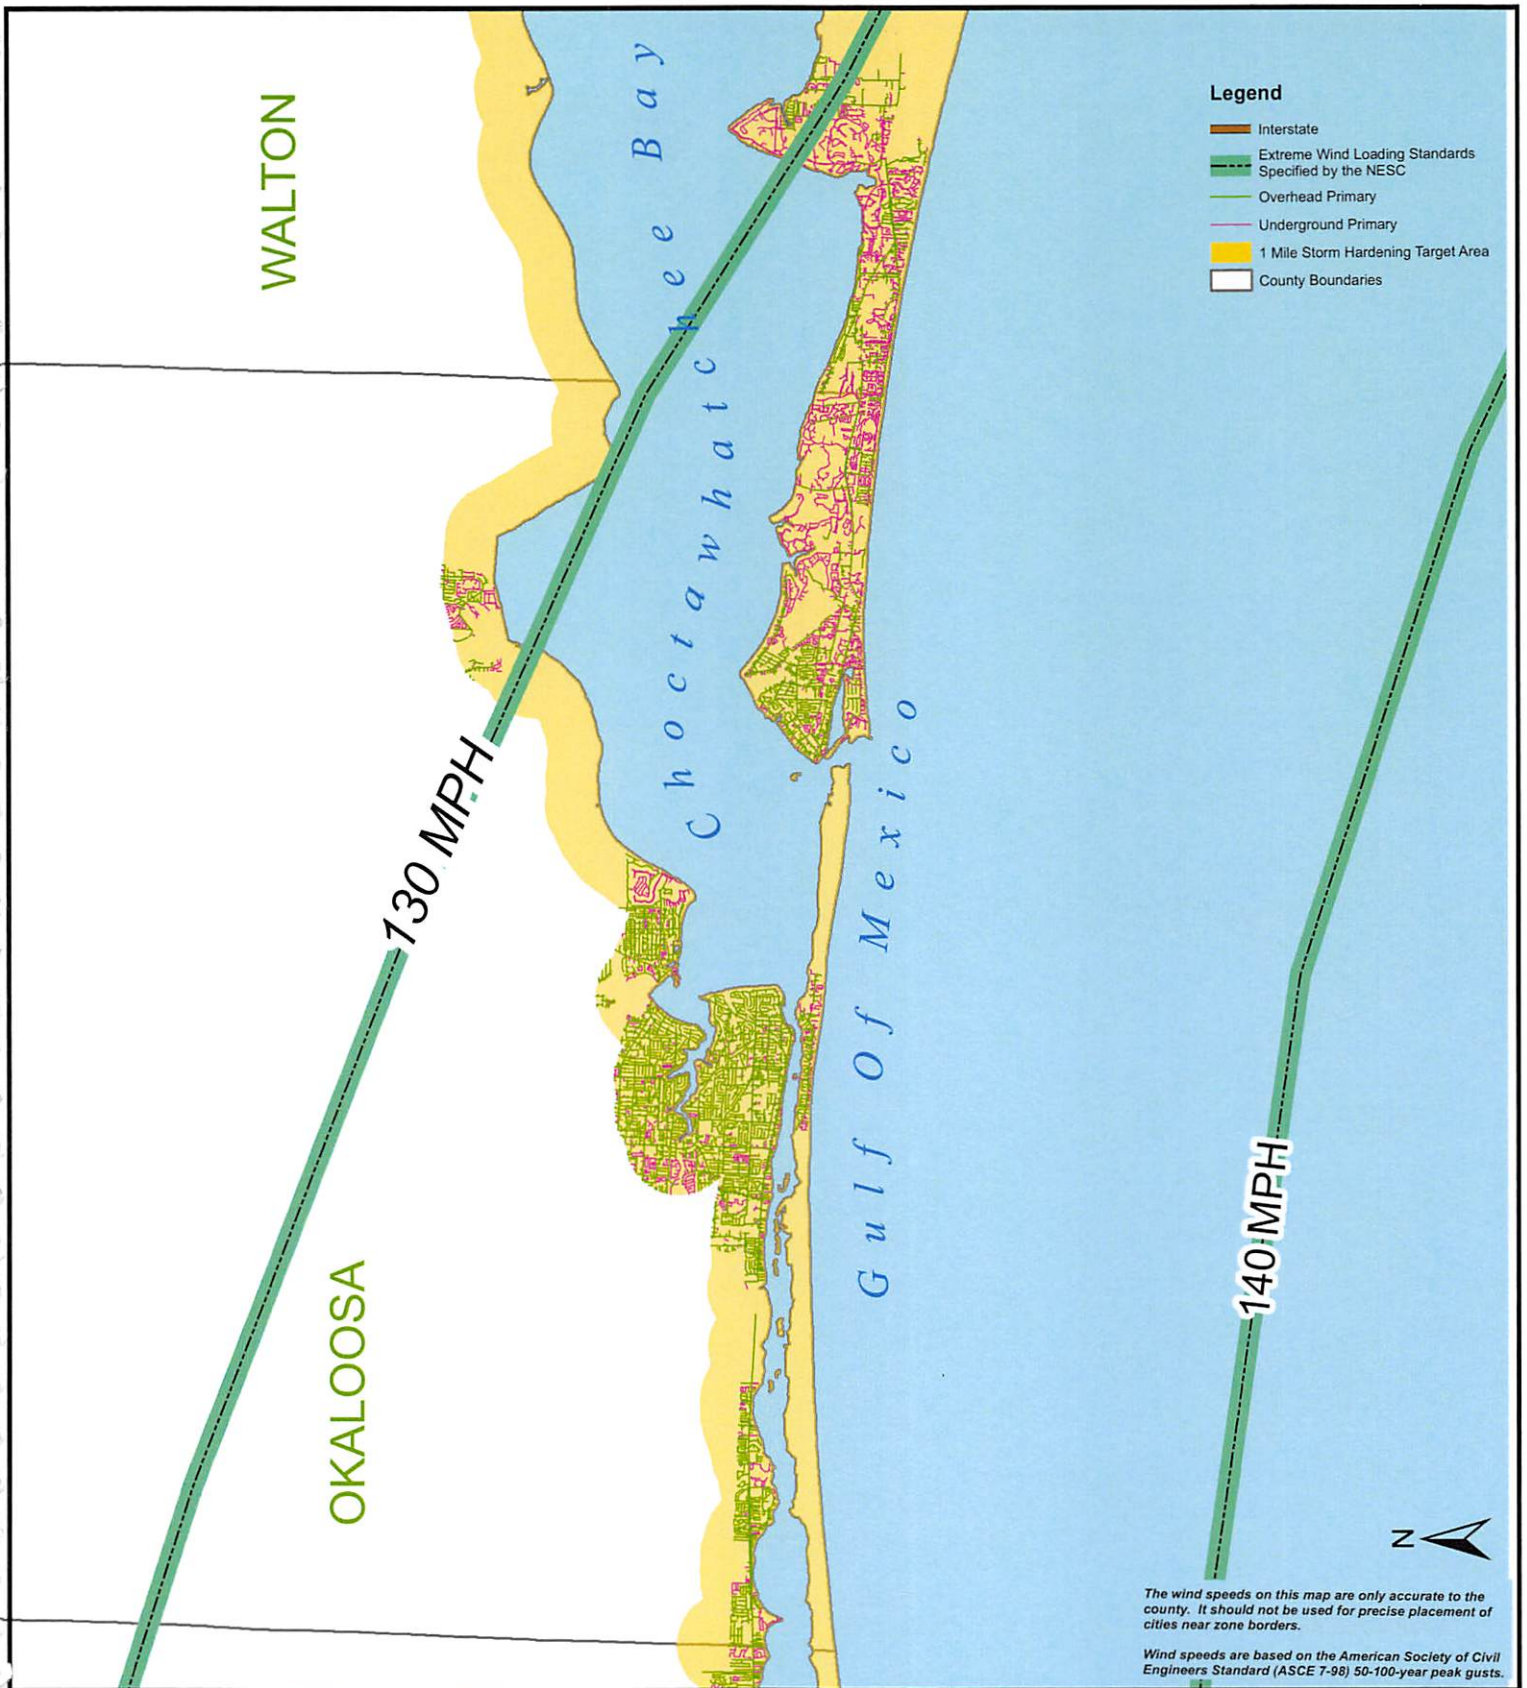 WALTON
Choctawhatchee Bay
Legend
Interstate
Extreme Wind Loading Standards
Specified by the NESC
Overhead Primary
Underground Primary
1 Mile Storm Hardening Target Area
County Boundaries
130 MPH
Gulf Of Mexico
140 MPH
OKALOOSA
N
The wind speeds on this map are only accurate to the
county. It should not be used for precise placement of
cities near zone borders.
Wind speeds are based on the American Society of Civil
Engineers Standard (ASCE 7-98) 50-100-year peak gusts.